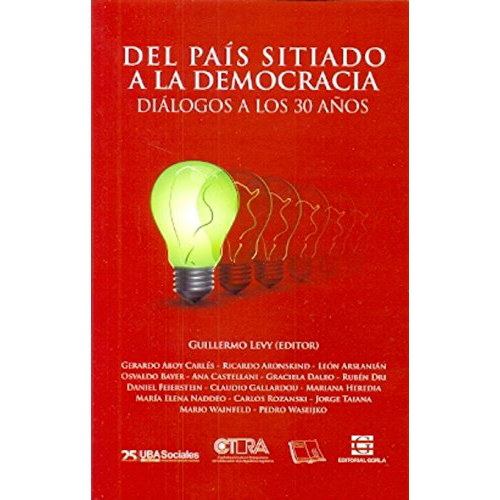 DEL PAÍS SITIADO
A LA DEMOCRACIA
DIÁLOGOS A LOS 30 AÑOS
GUILLERMO LEVY (EDITOR)
GERARDO ABOY CARLÉS - RICARDO ARONSKIND - LEÓN ARSLANIÁN
OSVALDO BAYER - ANA CASTELLANI - GRACIELA DALEO - RUBÉN DRI
DANIEL FEIERSTEIN - CLAUDIO GALLARDOU - MARIANA HEREDIA
MARÍA ELENA NADDEO - CARLOS ROZANSKI - JORGE TAIANA
MARIO WAINFELD - PEDRO WASEIJKO
25 UBASociales
CTERA
EDITORIAL GORLA